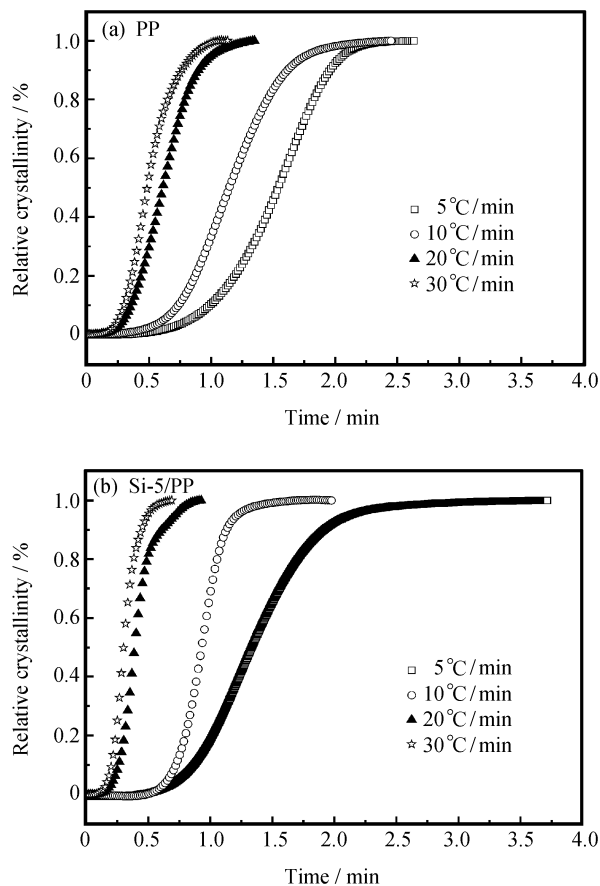 (a) PP
1.0
0.8
0.6
0.4
0.2
0
Relative crystallinity / %
5°C/min
10°C/min
20°C/min
30°C/min
0 0.5 1.0 1.5 2.0 2.5 3.0 3.5 4.0
Time / min
(b) Si-5/PP
1.0
0.8
0.6
0.4
0.2
0
Relative crystallinity / %
5°C/min
10°C/min
20°C/min
30°C/min
0 0.5 1.0 1.5 2.0 2.5 3.0 3.5 4.0
Time / min